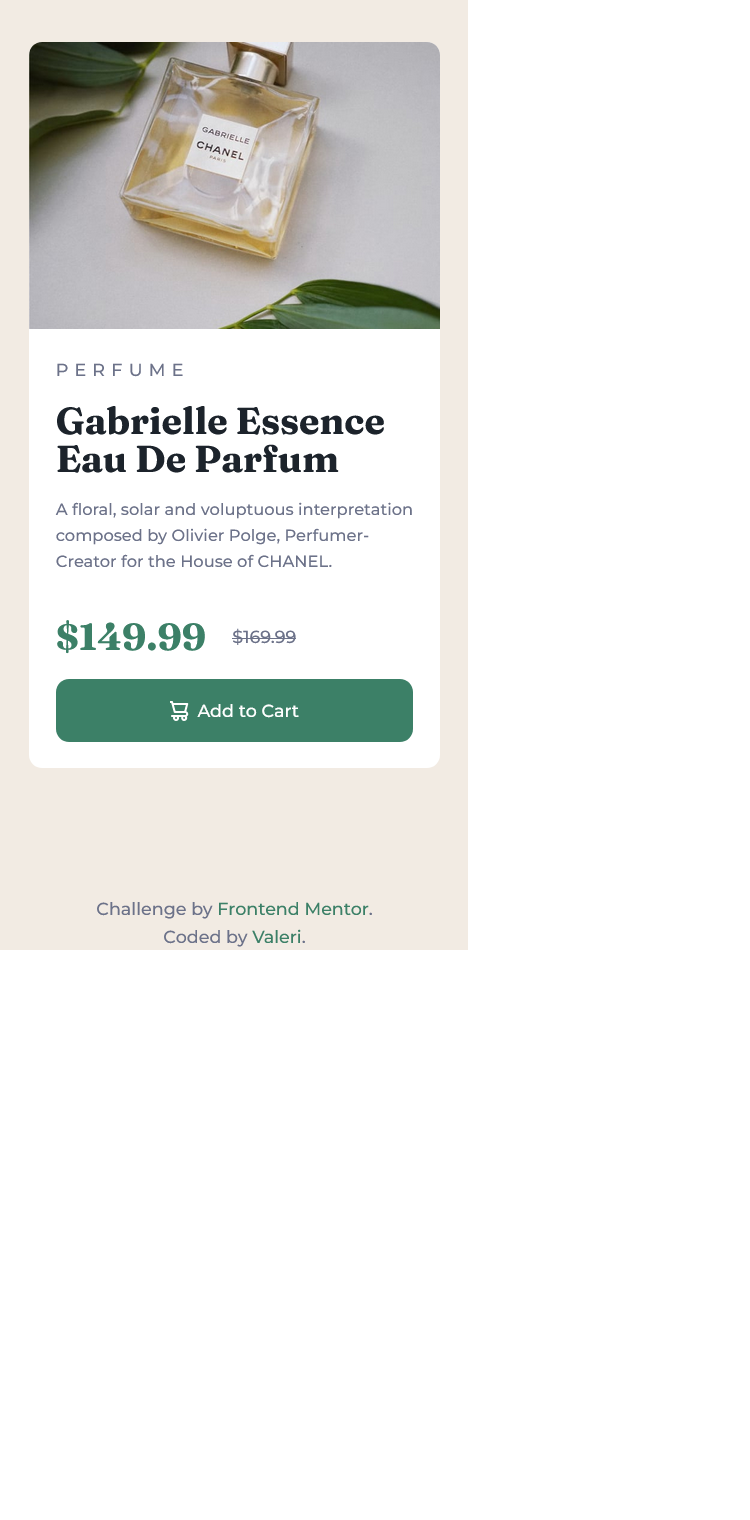 GABRIELLE
CHANEL
PARIS
PERFUME
Gabrielle Essence
Eau De Parfum
A floral, solar and voluptuous interpretation
composed by Olivier Polge, Perfumer-
Creator for the House of CHANEL.
$149.99 $169.99
Add to Cart
Challenge by Frontend Mentor.
Coded by Valeri.